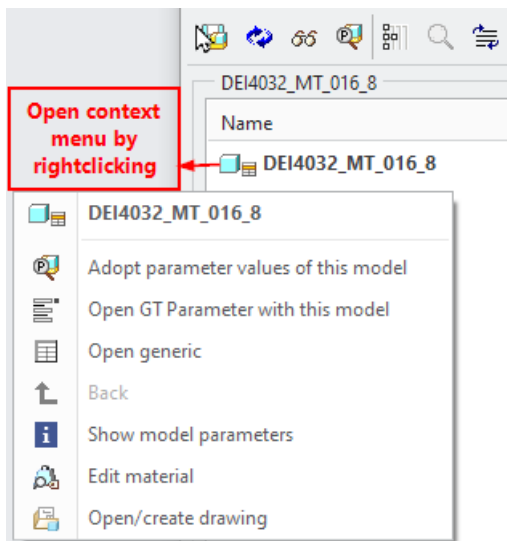 DEI4032_MT_016_8
Open context
menu by
rightclicking
Name
DEI4032_MT_016_8
DEI4032_MT_016_8
Adopt parameter values of this model
Open GT Parameter with this model
Open generic
Back
Show model parameters
Edit material
Open/create drawing